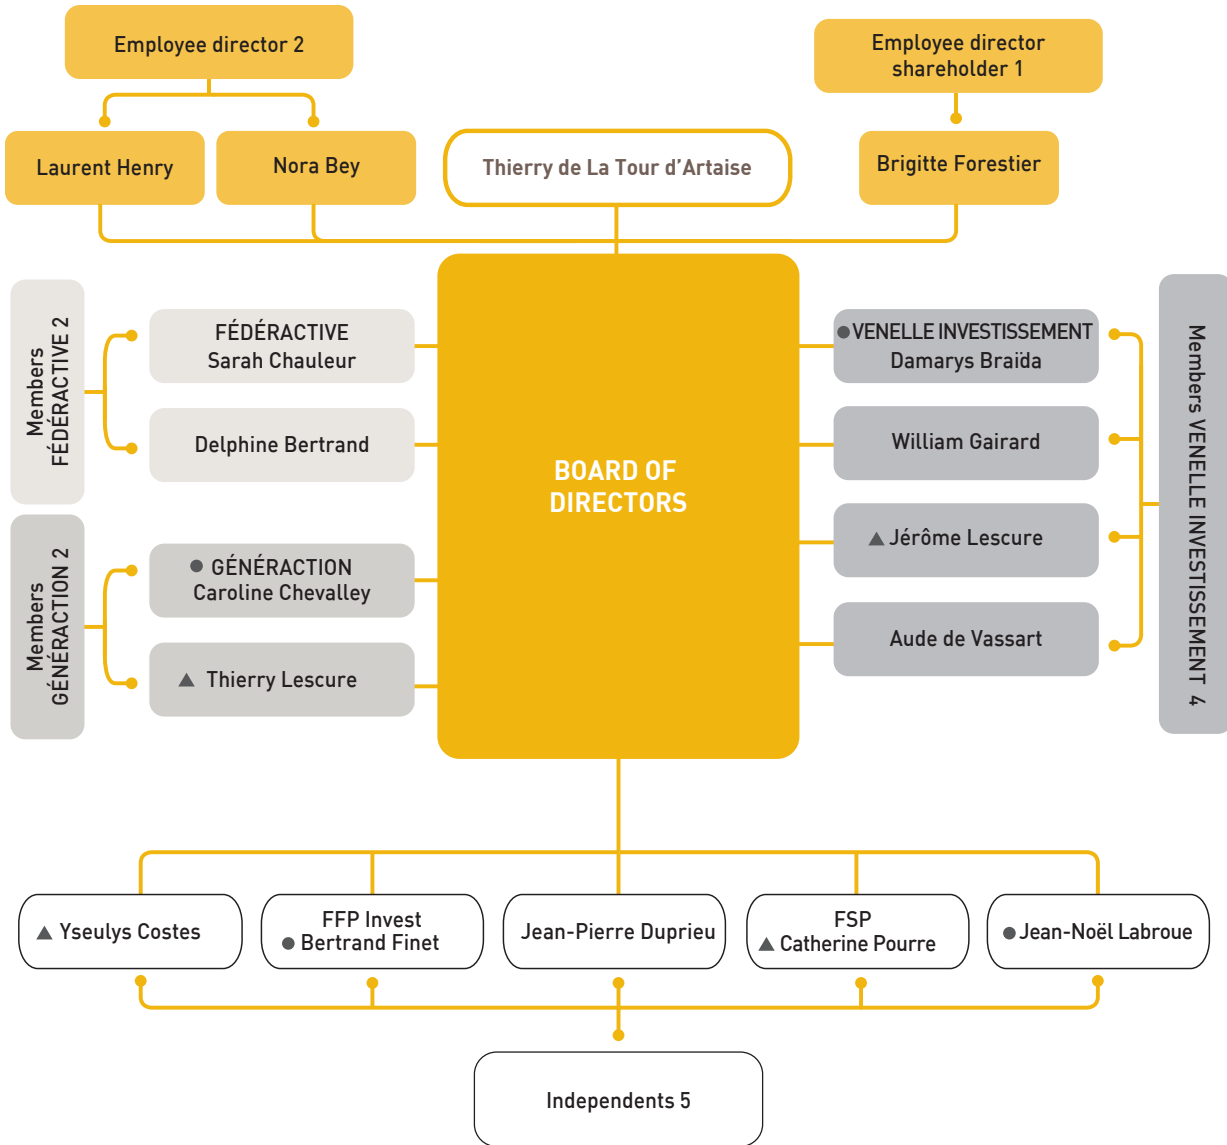 Employee director 2
Employee director
shareholder 1
Laurent Henry
Nora Bey
Thierry de La Tour d'Artaise
Brigitte Forestier
Members
FÉDÉRACTIVE 2
FÉDÉRACTIVE
Sarah Chauleur
Delphine Bertrand
Members
GÉNÉRACTION 2
● GÉNÉRACTION
Caroline Chevalley
▲ Thierry Lescure
BOARD OF
DIRECTORS
● VENELLE INVESTISSEMENT
Damarys Braïda
William Gairard
▲ Jérôme Lescure
Aude de Vassart
Members VENELLE INVESTISSEMENT 4
▲ Yseulys Costes
FFP Invest
● Bertrand Finet
Jean-Pierre Duprieu
FSP
▲ Catherine Pourre
● Jean-Noël Labroue
Independents 5